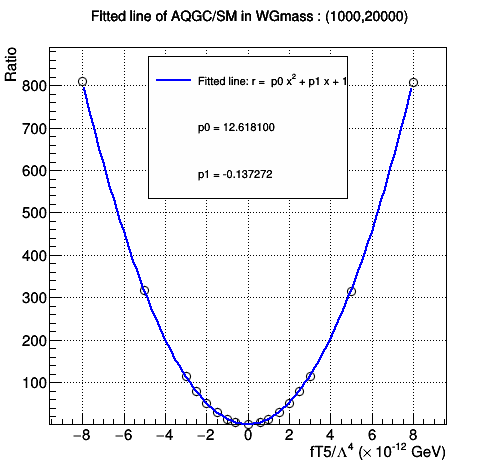 FItted line of AQGC/SM in WGmass : (1000,20000)
Ratio
Fitted line: r = p0 x² + p1 x + 1
p0 = 12.618100
p1 = -0.137272
800
700
600
500
400
300
200
100
−8 −6 −4 −2 0 2 4 6 8
fT5/Λ⁴ (× 10⁻¹² GeV)